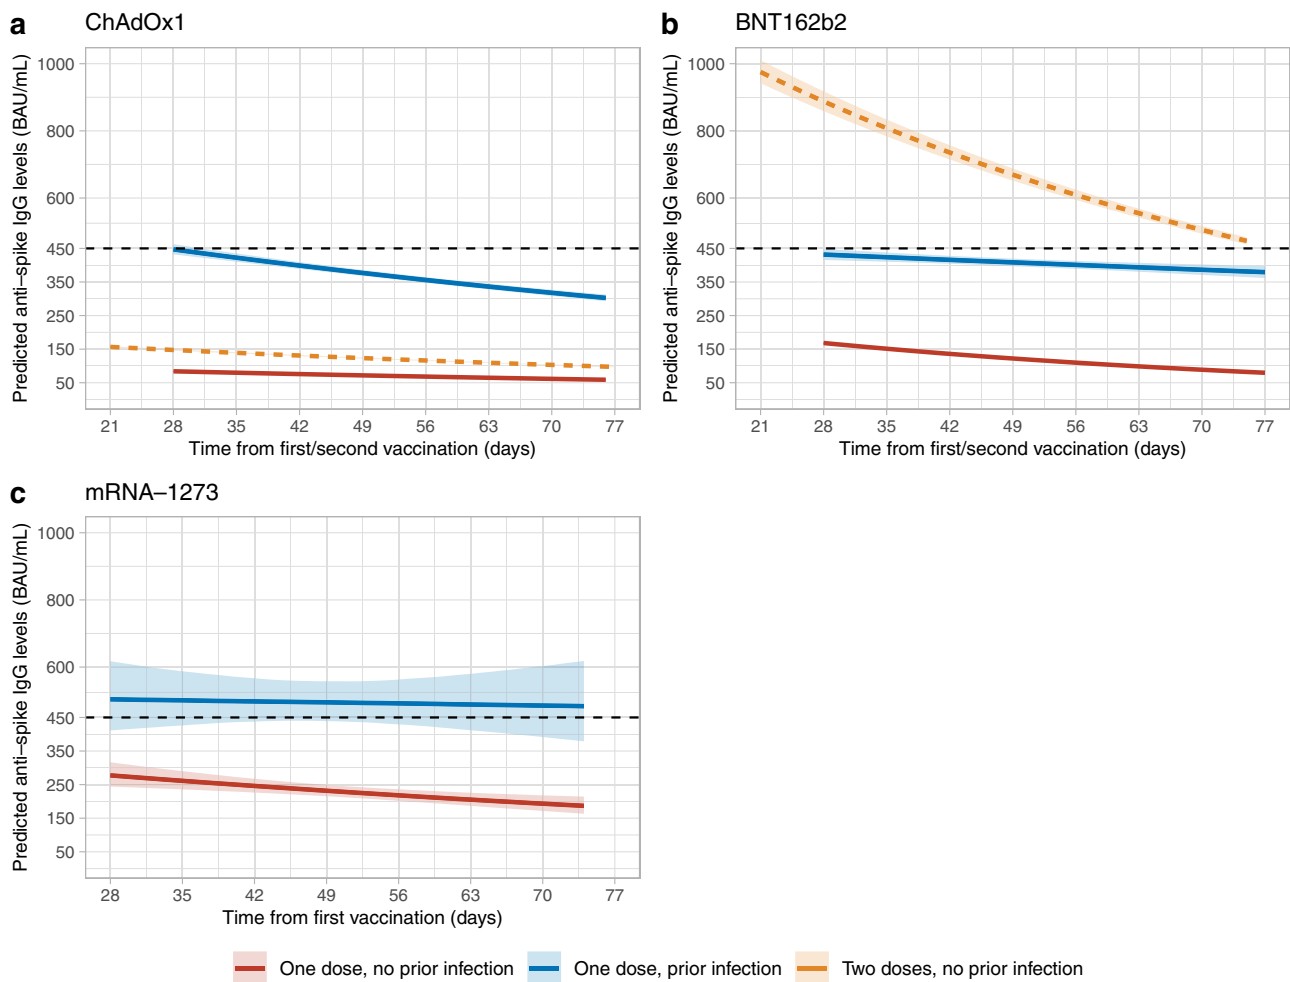 a ChAdOx1
Predicted anti–spike IgG levels (BAU/mL)
1000
800
600
450
350
250
150
50
21 28 35 42 49 56 63 70 77
Time from first/second vaccination (days)
b BNT162b2
Predicted anti–spike IgG levels (BAU/mL)
1000
800
600
450
350
250
150
50
21 28 35 42 49 56 63 70 77
Time from first/second vaccination (days)
c mRNA–1273
Predicted anti–spike IgG levels (BAU/mL)
1000
800
600
450
350
250
150
50
28 35 42 49 56 63 70 77
Time from first vaccination (days)
One dose, no prior infection One dose, prior infection Two doses, no prior infection